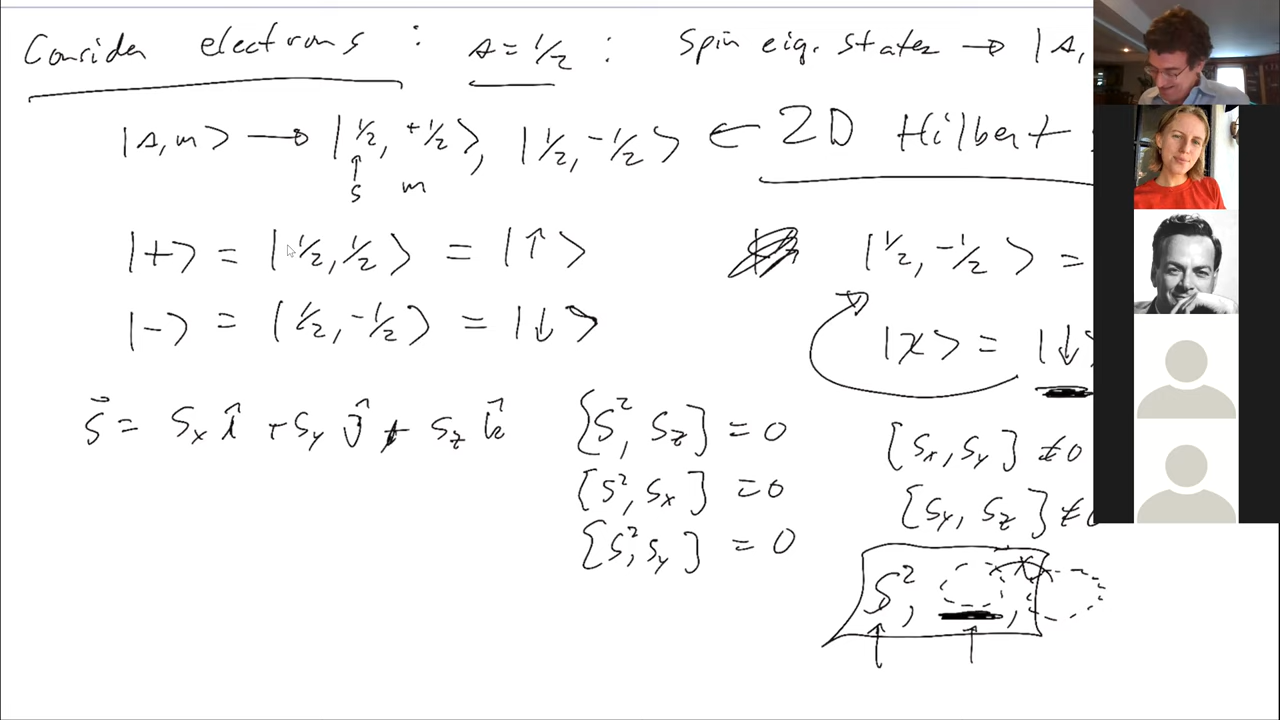 Consider electrons : s = 1/2 : Spin eig. states → | s,
| s, m > → | 1/2, +1/2 >, | 1/2, -1/2 > ← 2D Hilbert
↑
s m
| + > = | 1/2, 1/2 > = | ↑ >
| - > = | 1/2, -1/2 > = | ↓ >
| 1/2, -1/2 > =
| χ > = | ↓ >
S⃗ = Sx î + Sy ĵ + Sz k̂
[S², Sz] = 0
[S², Sx] = 0
[S², Sy] = 0
[Sx, Sy] ≠ 0
[Sy, Sz] ≠ 0
S², ,
↑ ↑